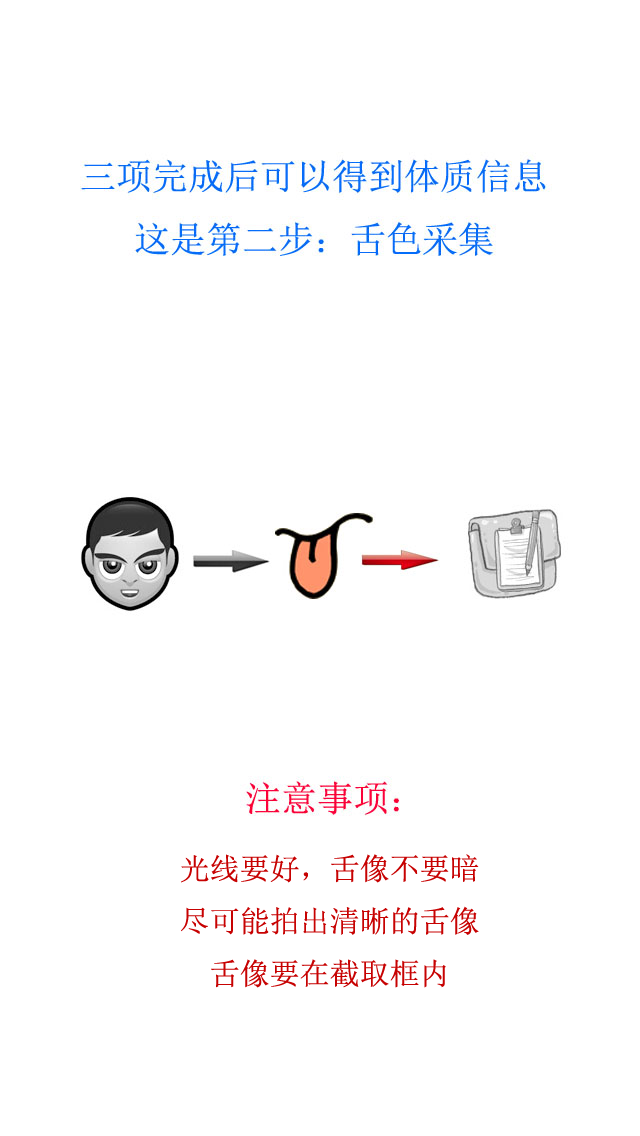 三项完成后可以得到体质信息
这是第二步：舌色采集
注意事项：
光线要好，舌像不要暗
尽可能拍出清晰的舌像
舌像要在截取框内